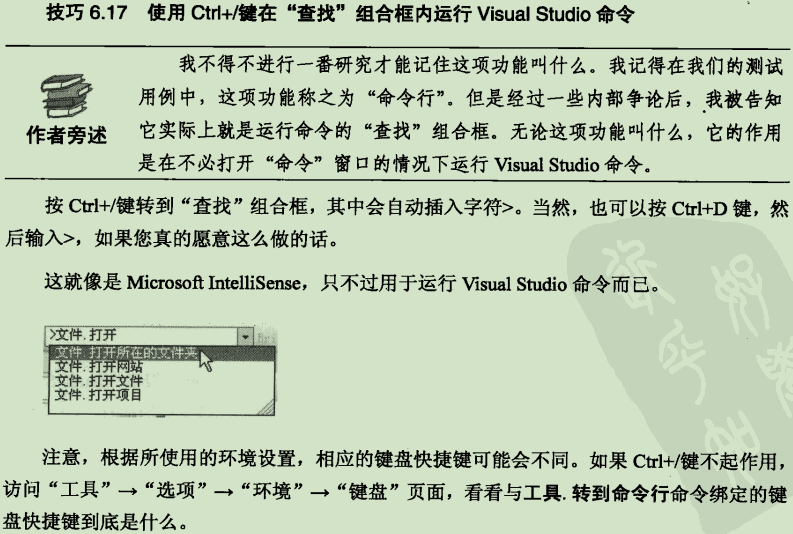 技巧 6.17 使用 Ctrl+/键在“查找”组合框内运行 Visual Studio 命令
我不得不进行一番研究才能记住这项功能叫什么。我记得在我们的测试
用例中，这项功能称之为“命令行”。但是经过一些内部争论后，我被告知
作者旁述
它实际上就是运行命令的“查找”组合框。无论这项功能叫什么，它的作用
是在不必打开“命令”窗口的情况下运行 Visual Studio 命令。
按 Ctrl+/键转到“查找”组合框，其中会自动插入字符>。当然，也可以按 Ctrl+D 键，然
后输入>，如果您真的愿意这么做的话。
这就像是 Microsoft IntelliSense，只不过用于运行 Visual Studio 命令而已。
>文件.打开
文件.打开所在的文件夹
文件.打开网站
文件.打开文件
文件.打开项目
注意，根据所使用的环境设置，相应的键盘快捷键可能会不同。如果 Ctrl+/键不起作用，
访问“工具”→“选项”→“环境”→“键盘”页面，看看与工具.转到命令行命令绑定的键
盘快捷键到底是什么。